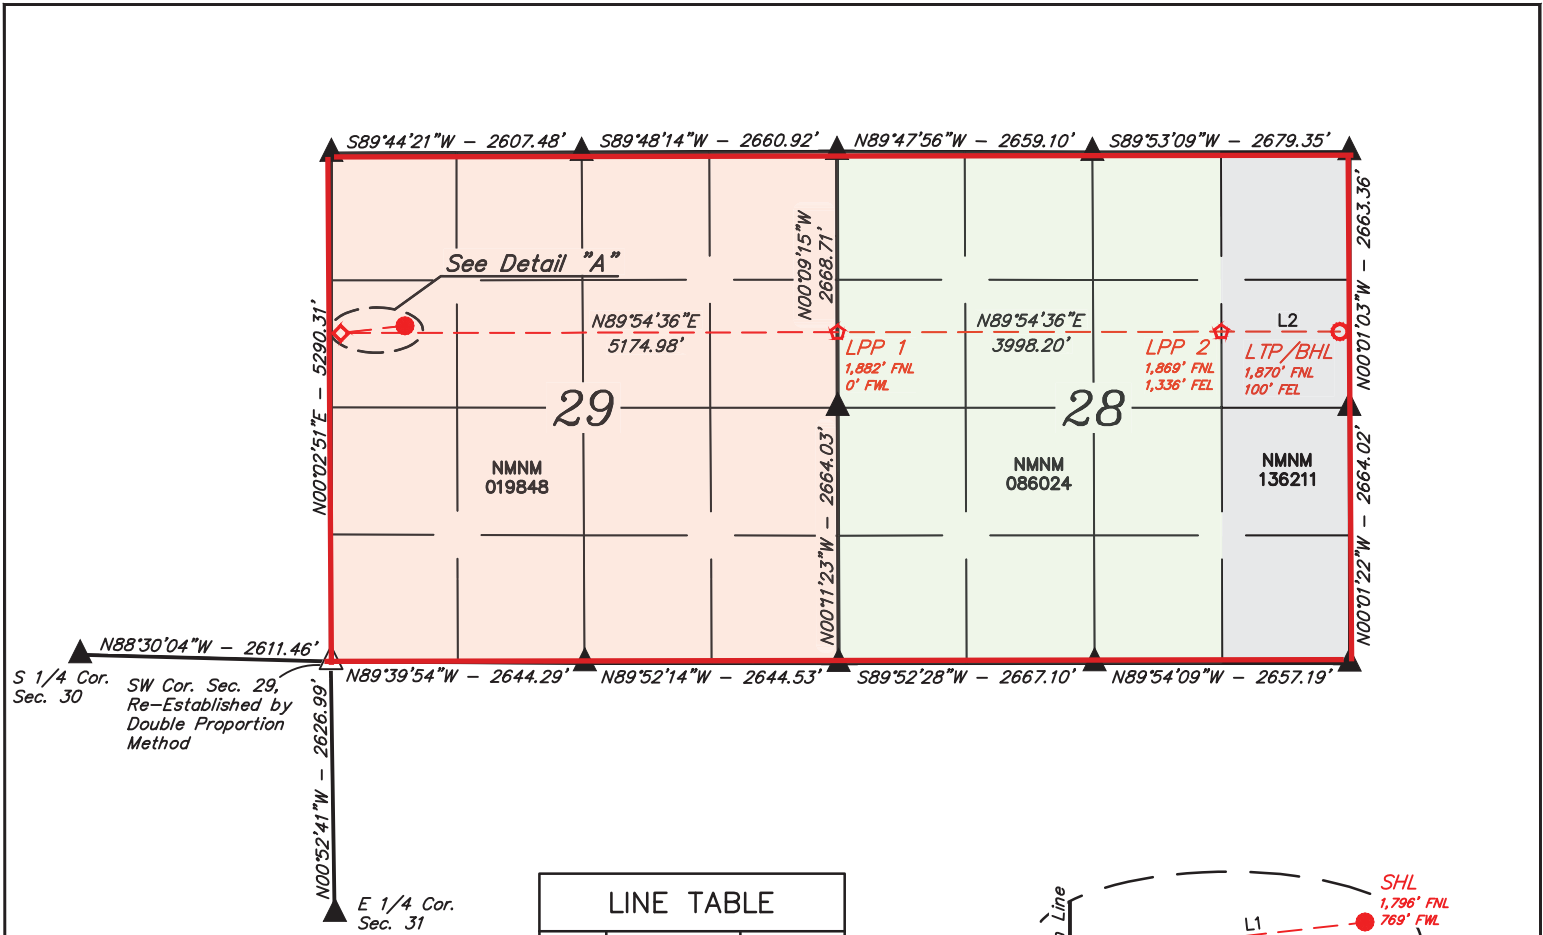 S89°44'21"W - 2607.48'
S89°48'14"W - 2660.92'
N89°47'56"W - 2659.10'
S89°53'09"W - 2679.35'
N00°02'51"E - 5290.31'
N00°09'15"W
2668.71'
N00°01'03"W - 2663.36'
See Detail "A"
N89°54'36"E
5174.98'
N89°54'36"E
3998.20'
L2
LPP 1
1,882' FNL
0' FWL
LPP 2
1,869' FNL
1,336' FEL
LTP/BHL
1,870' FNL
100' FEL
29
28
NMNM
019848
NMNM
086024
NMNM
136211
N00°11'23"W - 2664.03'
N00°01'22"W - 2664.02'
N88°30'04"W - 2611.46'
N89°39'54"W - 2644.29'
N89°52'14"W - 2644.53'
S89°52'28"W - 2667.10'
N89°54'09"W - 2657.19'
S 1/4 Cor.
Sec. 30
SW Cor. Sec. 29,
Re-Established by
Double Proportion
Method
N00°52'41"W - 2626.99'
E 1/4 Cor.
Sec. 31
LINE TABLE
Line
L1
SHL
1,796' FNL
769' FWL